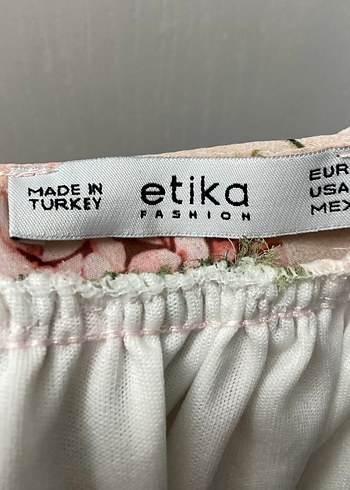 MADE IN
TURKEY
etika
FASHION
EUR
USA
MEX